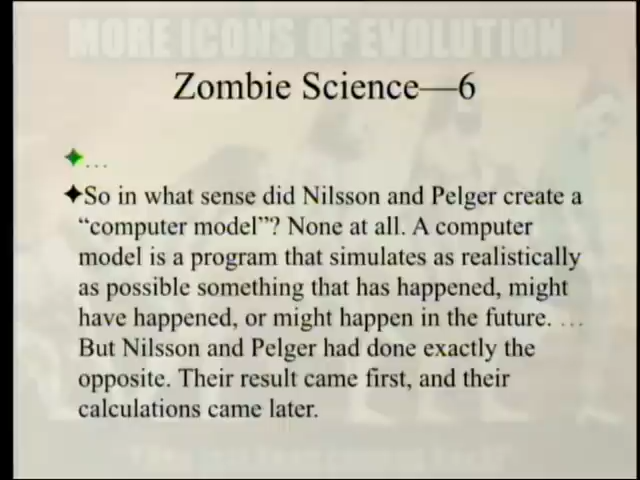 MORE ICONS OF EVOLUTION
Zombie Science—6
...
So in what sense did Nilsson and Pelger create a
“computer model”? None at all. A computer
model is a program that simulates as realistically
as possible something that has happened, might
have happened, or might happen in the future. ...
But Nilsson and Pelger had done exactly the
opposite. Their result came first, and their
calculations came later.